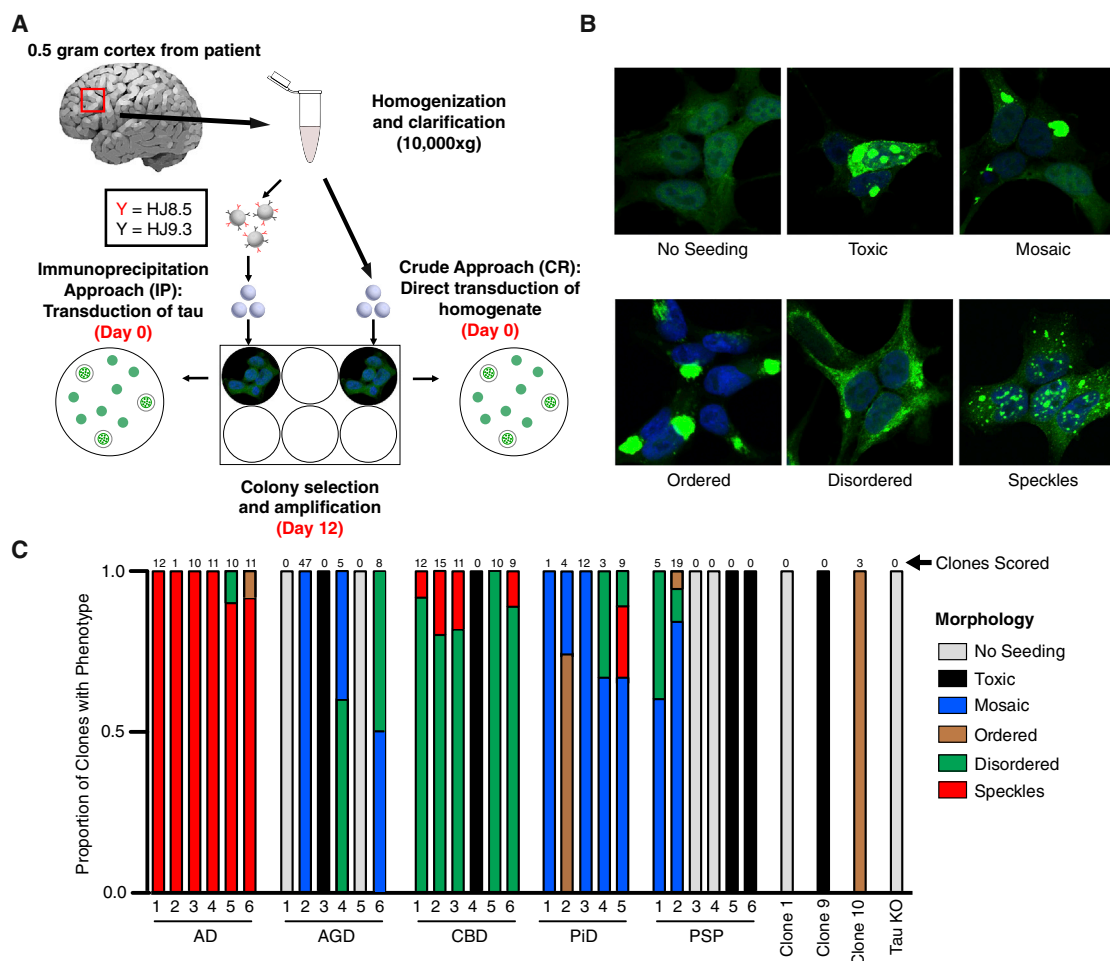 A
0.5 gram cortex from patient
Homogenization
and clarification
(10,000xg)
Y = HJ8.5
Y = HJ9.3
Immunoprecipitation
Approach (IP):
Transduction of tau
(Day 0)
Crude Approach (CR):
Direct transduction of
homogenate
(Day 0)
Colony selection
and amplification
(Day 12)
B
No Seeding
Toxic
Mosaic
Ordered
Disordered
Speckles
C
12 1 10 11 10 11 0 47 0 5 0 8 12 15 11 0 10 9 1 4 12 3 9 5 19 0 0 0 0 0 0 3 0
Clones Scored
Proportion of Clones with Phenotype
1.0
0.5
0.0
Morphology
No Seeding
Toxic
Mosaic
Ordered
Disordered
Speckles
1 2 3 4 5 6 1 2 3 4 5 6 1 2 3 4 5 6 1 2 3 4 5 1 2 3 4 5 6
AD AGD CBD PiD PSP
Clone 1
Clone 9
Clone 10
Tau KO